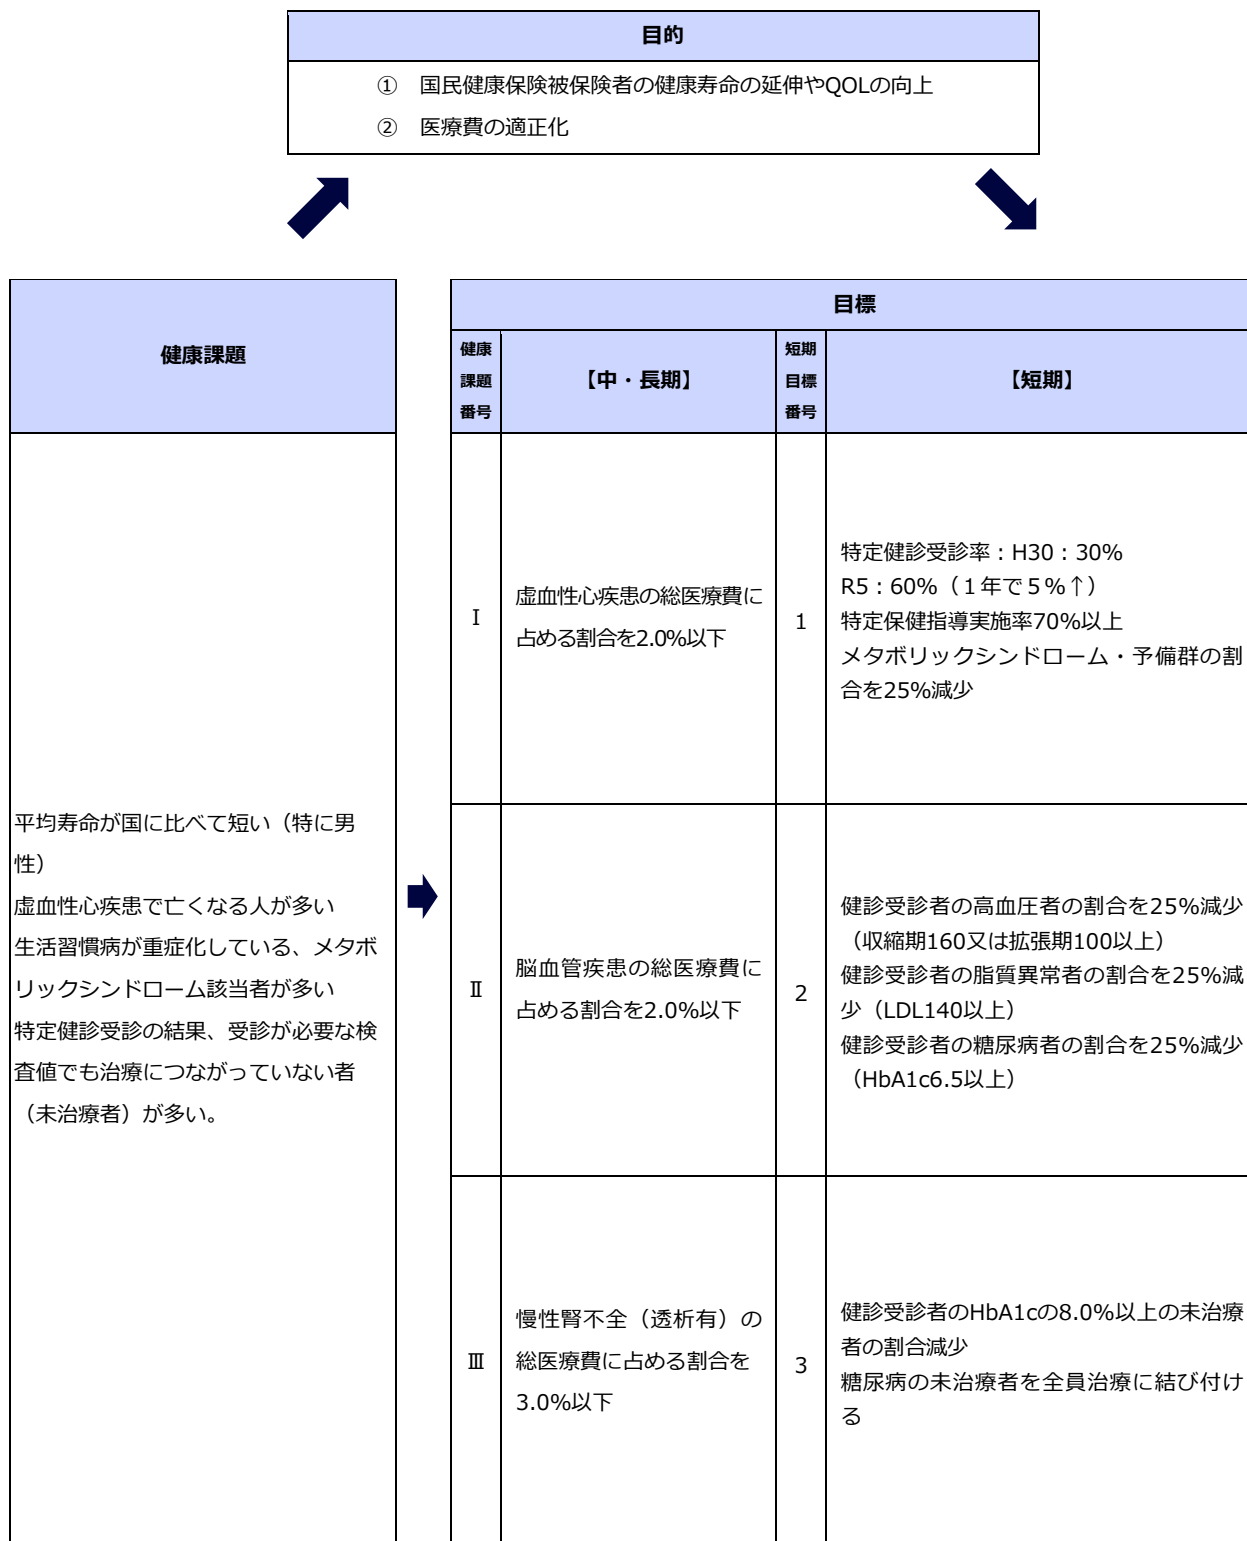 目的
① 国民健康保険被保険者の健康寿命の延伸やQOLの向上
② 医療費の適正化
健康課題
平均寿命が国に比べて短い（特に男
性）
虚血性心疾患で亡くなる人が多い
生活習慣病が重症化している、メタボ
リックシンドローム該当者が多い
特定健診受診の結果、受診が必要な検
査値でも治療につながっていない者
（未治療者）が多い。
目標
健康
課題
番号
【中・長期】
短期
目標
番号
【短期】
Ⅰ
虚血性心疾患の総医療費に
占める割合を2.0%以下
1
特定健診受診率：H30：30%
R5：60%（１年で５%↑）
特定保健指導実施率70%以上
メタボリックシンドローム・予備群の割
合を25%減少
Ⅱ
脳血管疾患の総医療費に
占める割合を2.0%以下
2
健診受診者の高血圧者の割合を25%減少
（収縮期160又は拡張期100以上）
健診受診者の脂質異常者の割合を25%減
少（LDL140以上）
健診受診者の糖尿病者の割合を25%減少
（HbA1c6.5以上）
Ⅲ
慢性腎不全（透析有）の
総医療費に占める割合を
3.0%以下
3
健診受診者のHbA1cの8.0%以上の未治療
者の割合減少
糖尿病の未治療者を全員治療に結び付け
る